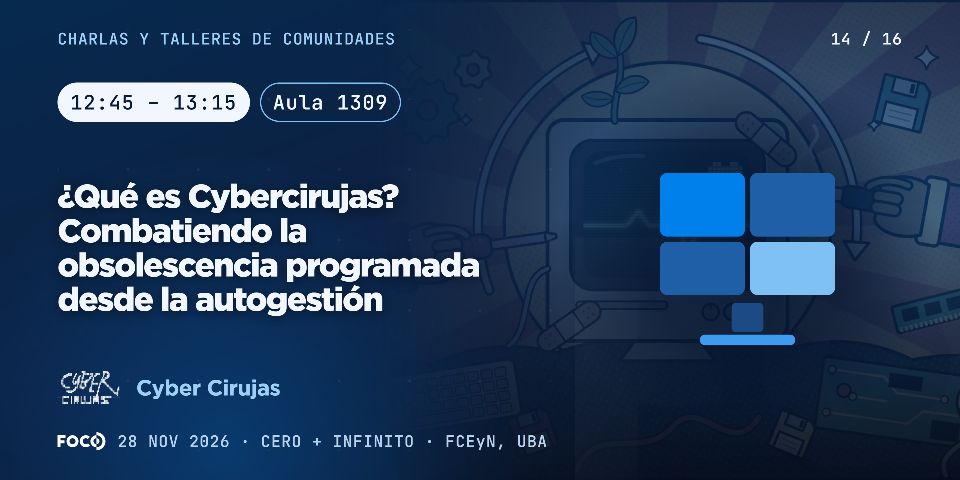 CHARLAS Y TALLERES DE COMUNIDADES
14 / 16
12:45 – 13:15
Aula 1309
¿Qué es Cybercirujas?
Combatiendo la
obsolescencia programada
desde la autogestión
CYBER
CIRUJAS
Cyber Cirujas
FOCO 28 NOV 2026 · CERO + INFINITO · FCEyN, UBA